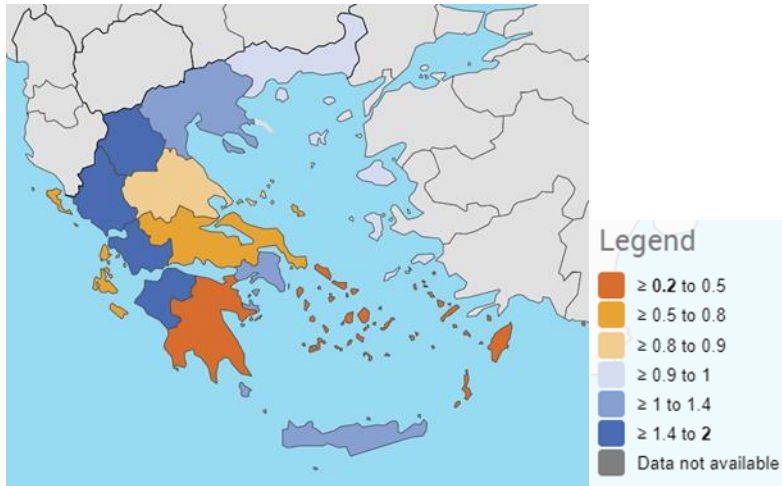 Legend
≥ 0.2 to 0.5
≥ 0.5 to 0.8
≥ 0.8 to 0.9
≥ 0.9 to 1
≥ 1 to 1.4
≥ 1.4 to 2
Data not available